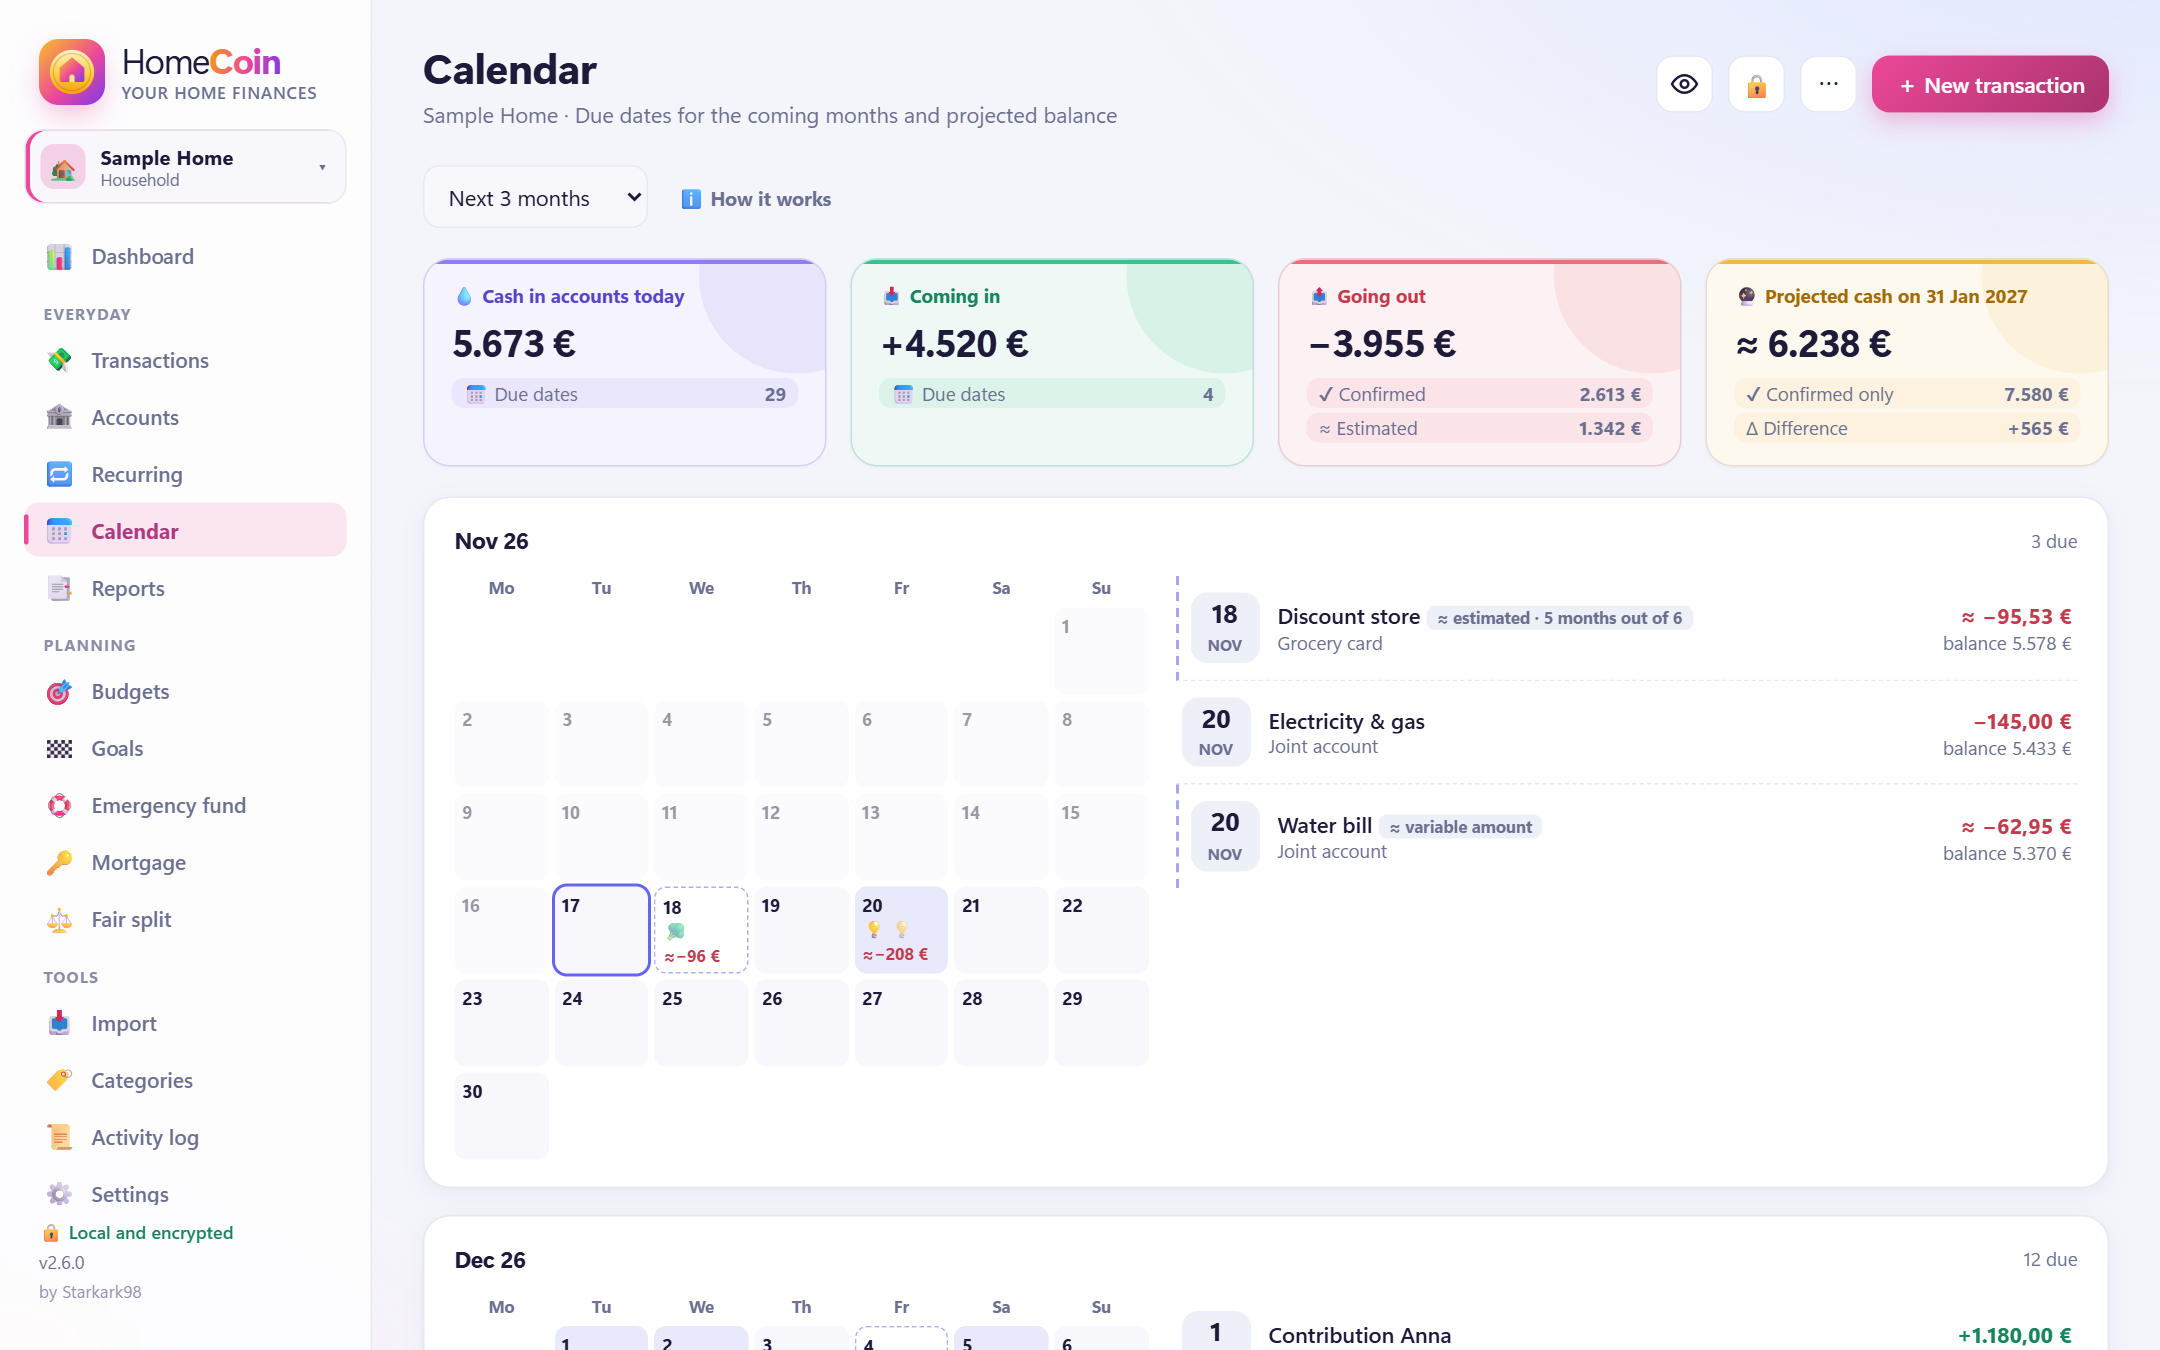 HomeCoin
YOUR HOME FINANCES
Sample Home
Household
Dashboard
EVERYDAY
Transactions
Accounts
Recurring
Calendar
Reports
PLANNING
Budgets
Goals
Emergency fund
Mortgage
Fair split
TOOLS
Import
Categories
Activity log
Settings
Local and encrypted
v2.6.0
by Starkark98
Calendar
Sample Home · Due dates for the coming months and projected balance
+ New transaction
Next 3 months
How it works
Cash in accounts today
5.673 €
Due dates 29
Coming in
+4.520 €
Due dates 4
Going out
−3.955 €
✓ Confirmed 2.613 €
≈ Estimated 1.342 €
Projected cash on 31 Jan 2027
≈ 6.238 €
✓ Confirmed only 7.580 €
Δ Difference +565 €
Nov 26
3 due
Mo Tu We Th Fr Sa Su
1
2 3 4 5 6 7 8
9 10 11 12 13 14 15
16 17 18 19 20 21 22
≈−96 € ≈−208 €
23 24 25 26 27 28 29
30
18 NOV
Discount store ≈ estimated · 5 months out of 6
Grocery card
≈ −95,53 €
balance 5.578 €
20 NOV
Electricity & gas
Joint account
−145,00 €
balance 5.433 €
20 NOV
Water bill ≈ variable amount
Joint account
≈ −62,95 €
balance 5.370 €
Dec 26
12 due
Mo Tu We Th Fr Sa Su
1 2 3 4 5 6
1
Contribution Anna
+1.180,00 €